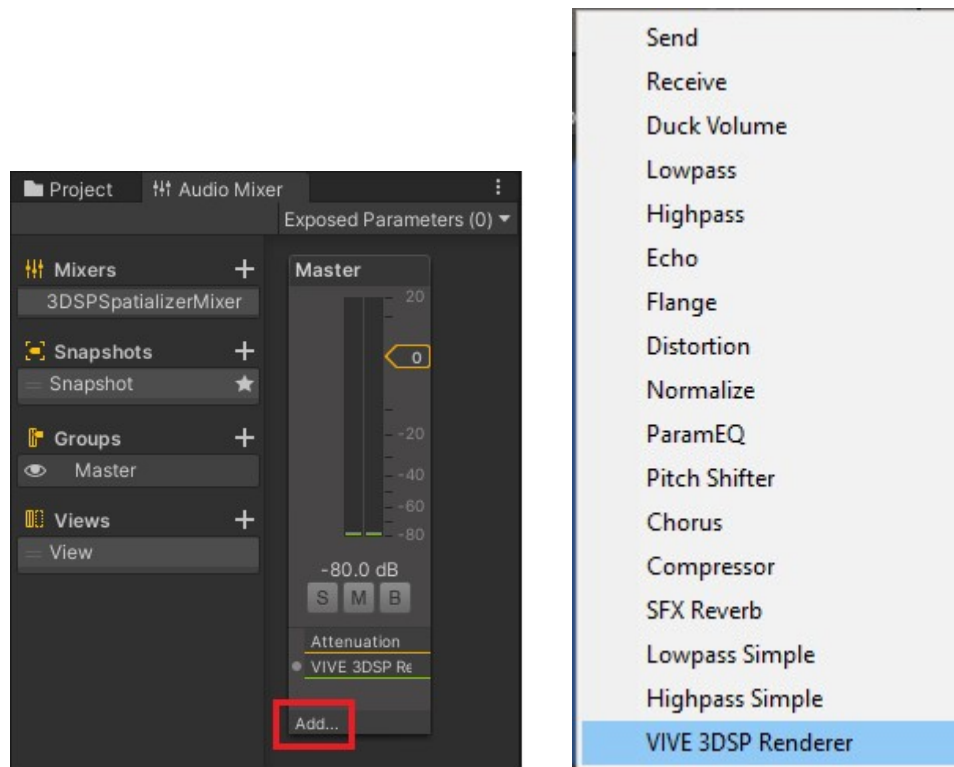 Project
Audio Mixer
Exposed Parameters (0)
Mixers
3DSPSpatializerMixer
Snapshots
Snapshot
Groups
Master
Views
View
Master
20
0
-20
-40
-60
-80
-80.0 dB
S M B
Attenuation
VIVE 3DSP Re
Add...
Send
Receive
Duck Volume
Lowpass
Highpass
Echo
Flange
Distortion
Normalize
ParamEQ
Pitch Shifter
Chorus
Compressor
SFX Reverb
Lowpass Simple
Highpass Simple
VIVE 3DSP Renderer